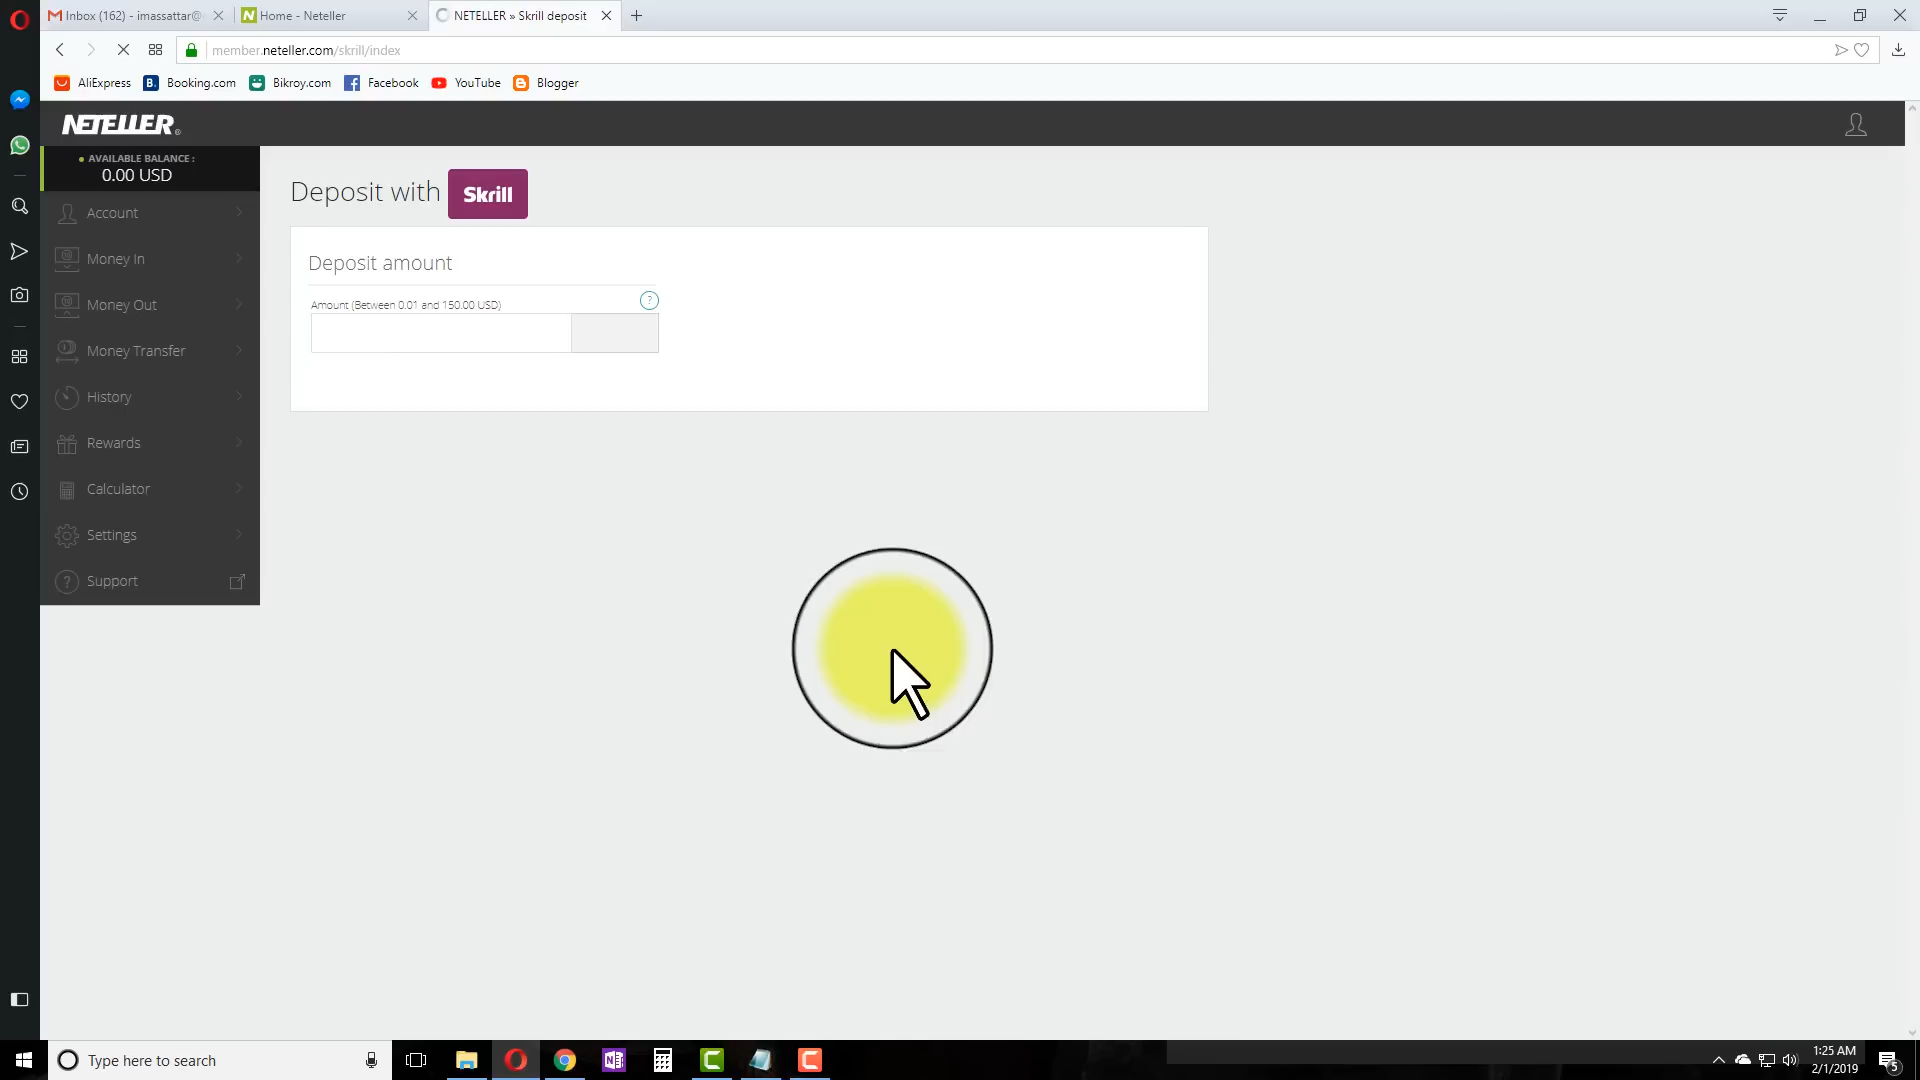 Inbox (162) - imassattar@
Home - Neteller
NETELLER » Skrill deposit
member.neteller.com/skrill/index
AliExpress
Booking.com
Bikroy.com
Facebook
YouTube
Blogger
NETELLER
AVAILABLE BALANCE :
0.00 USD
Account
Money In
Money Out
Money Transfer
History
Rewards
Calculator
Settings
Support
Deposit with Skrill
Deposit amount
Amount (Between 0.01 and 150.00 USD)
?
Type here to search
1:25 AM
2/1/2019
5